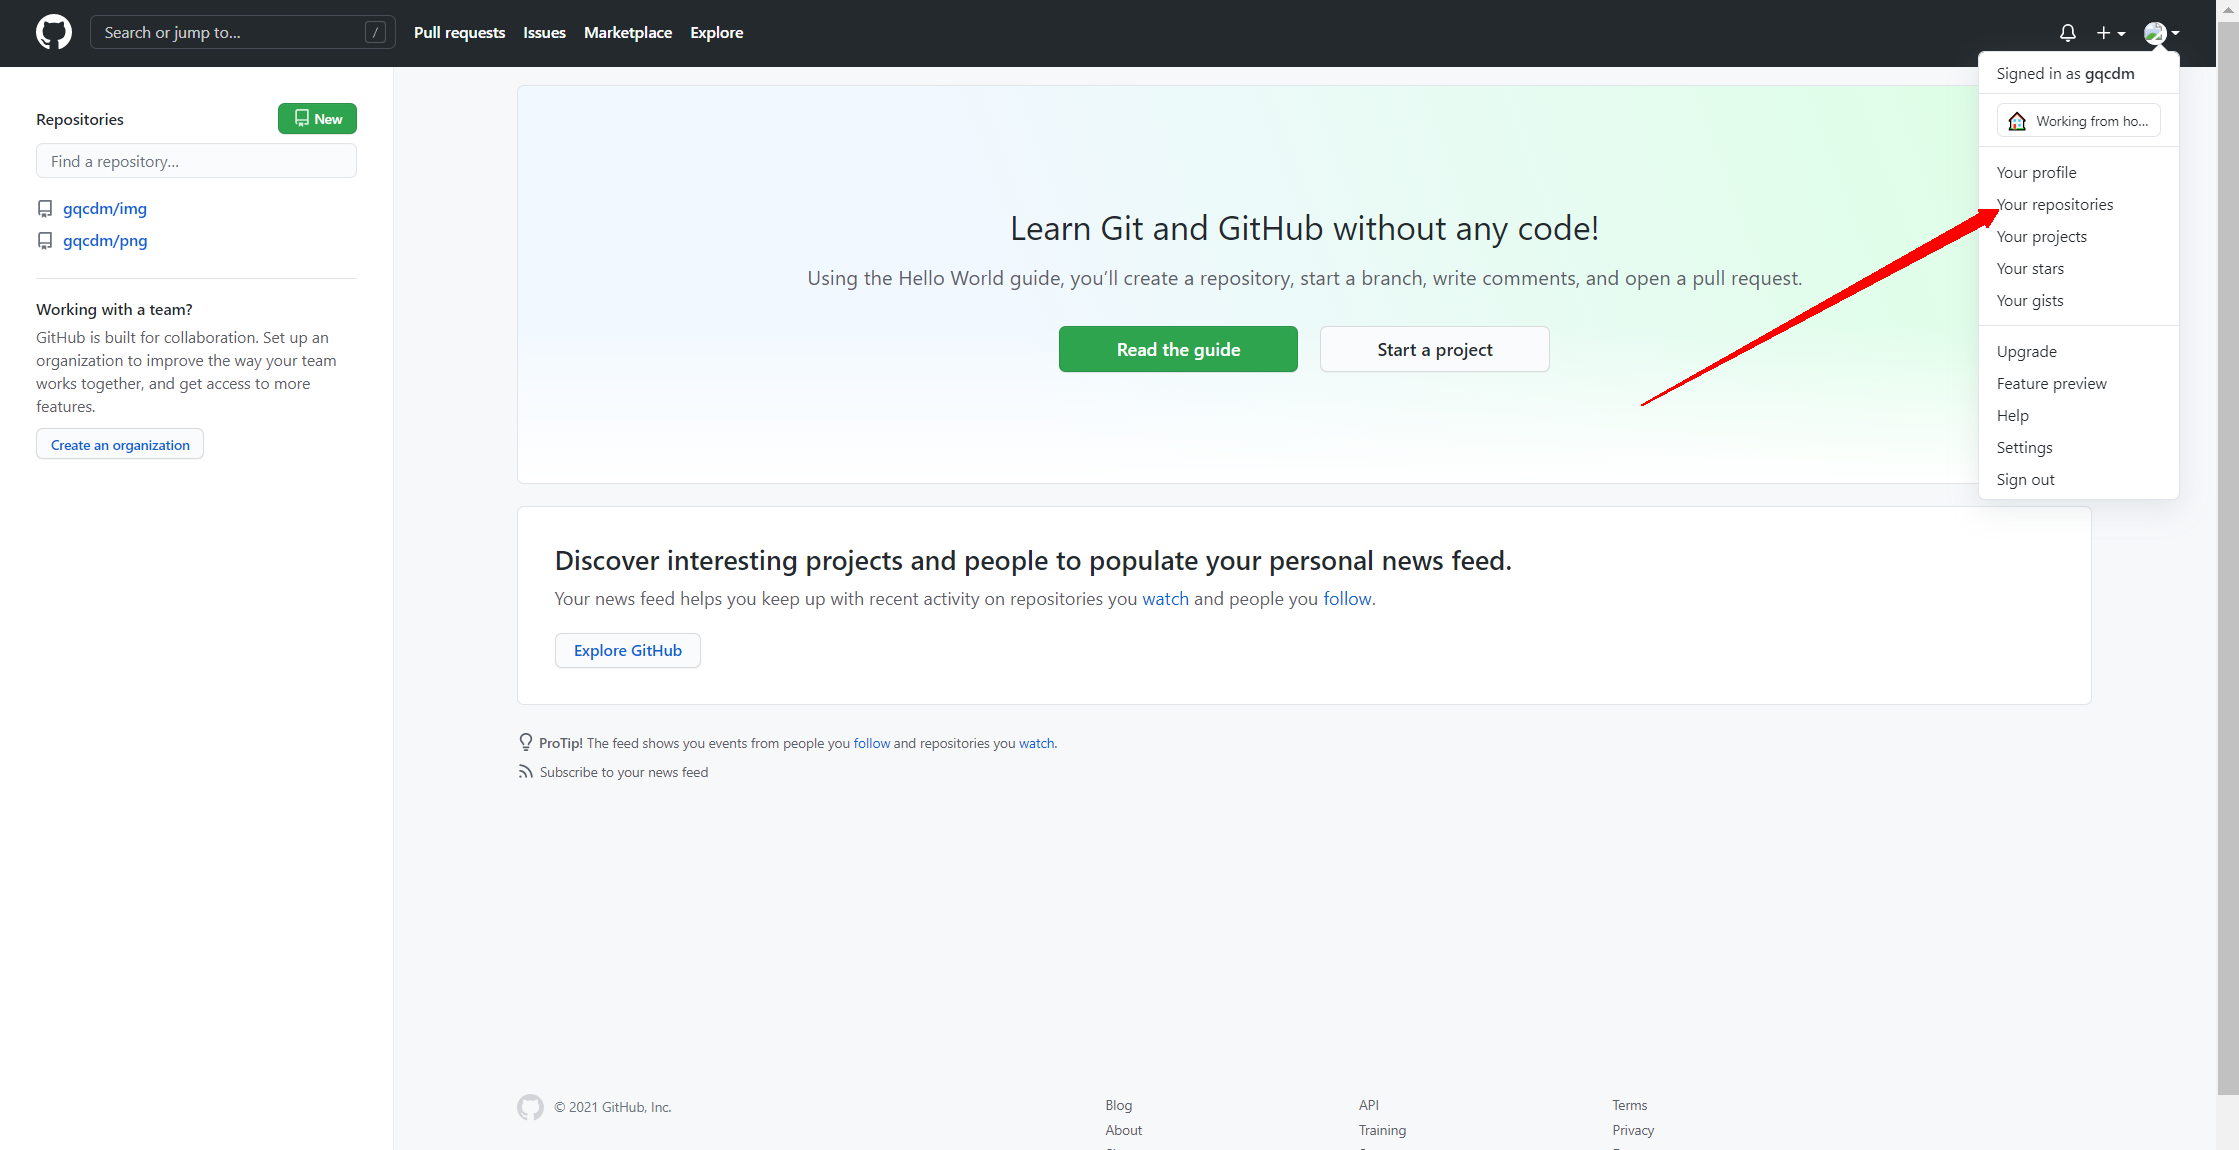 Search or jump to... /
Pull requests
Issues
Marketplace
Explore
Signed in as gqcdm
Working from ho...
Your profile
Your repositories
Your projects
Your stars
Your gists
Upgrade
Feature preview
Help
Settings
Sign out
Repositories
New
Find a repository...
gqcdm/img
gqcdm/png
Working with a team?
GitHub is built for collaboration. Set up an
organization to improve the way your team
works together, and get access to more
features.
Create an organization
Learn Git and GitHub without any code!
Using the Hello World guide, you’ll create a repository, start a branch, write comments, and open a pull request.
Read the guide
Start a project
Discover interesting projects and people to populate your personal news feed.
Your news feed helps you keep up with recent activity on repositories you watch and people you follow.
Explore GitHub
ProTip! The feed shows you events from people you follow and repositories you watch.
Subscribe to your news feed
© 2021 GitHub, Inc.
Blog
About
API
Training
Terms
Privacy